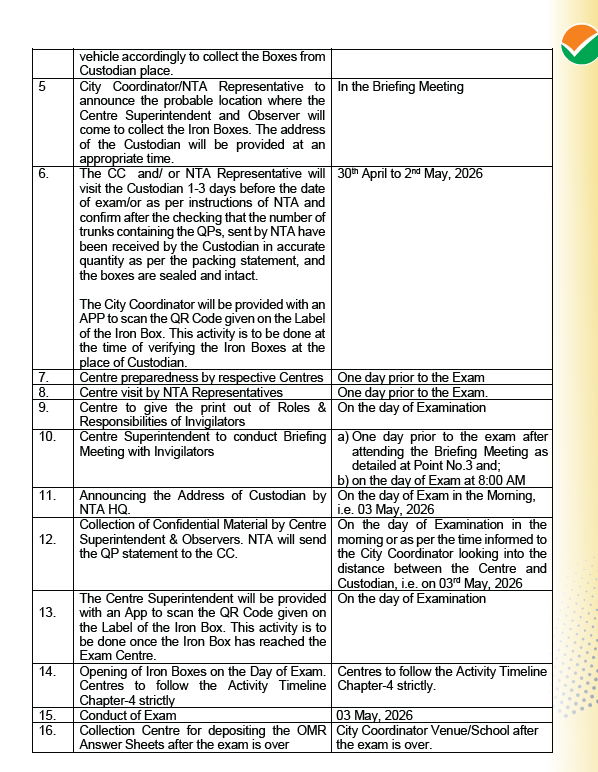 vehicle accordingly to collect the Boxes from
Custodian place.
5 City Coordinator/NTA Representative to In the Briefing Meeting
announce the probable location where the
Centre Superintendent and Observer will
come to collect the Iron Boxes. The address
of the Custodian will be provided at an
appropriate time.
6. The CC and/ or NTA Representative will 30th April to 2nd May, 2026
visit the Custodian 1-3 days before the date
of exam/or as per instructions of NTA and
confirm after the checking that the number of
trunks containing the QPs, sent by NTA have
been received by the Custodian in accurate
quantity as per the packing statement, and
the boxes are sealed and intact.
The City Coordinator will be provided with an
APP to scan the QR Code given on the Label
of the Iron Box. This activity is to be done at
the time of verifying the Iron Boxes at the
place of Custodian.
7. Centre preparedness by respective Centres One day prior to the Exam
8. Centre visit by NTA Representatives One day prior to the Exam.
9. Centre to give the print out of Roles & On the day of Examination
Responsibilities of Invigilators
10. Centre Superintendent to conduct Briefing a) One day prior to the exam after
Meeting with Invigilators attending the Briefing Meeting as
detailed at Point No.3 and;
b) on the day of Exam at 8:00 AM
11. Announcing the Address of Custodian by On the day of Exam in the Morning,
NTA HQ. i.e. 03 May, 2026
Collection of Confidential Material by Centre On the day of Examination in the
12. Superintendent & Observers. NTA will send morning or as per the time informed to
the QP statement to the CC. the City Coordinator looking into the
distance between the Centre and
Custodian, i.e. on 03rd May, 2026
The Centre Superintendent will be provided On the day of Examination
13. with an App to scan the QR Code given on
the Label of the Iron Box. This activity is to
be done once the Iron Box has reached the
Exam Centre.
14. Opening of Iron Boxes on the Day of Exam. Centres to follow the Activity Timeline
Centres to follow the Activity Timeline Chapter-4 strictly.
Chapter-4 strictly
15. Conduct of Exam 03 May, 2026
16. Collection Centre for depositing the OMR City Coordinator Venue/School after
Answer Sheets after the exam is over the exam is over.